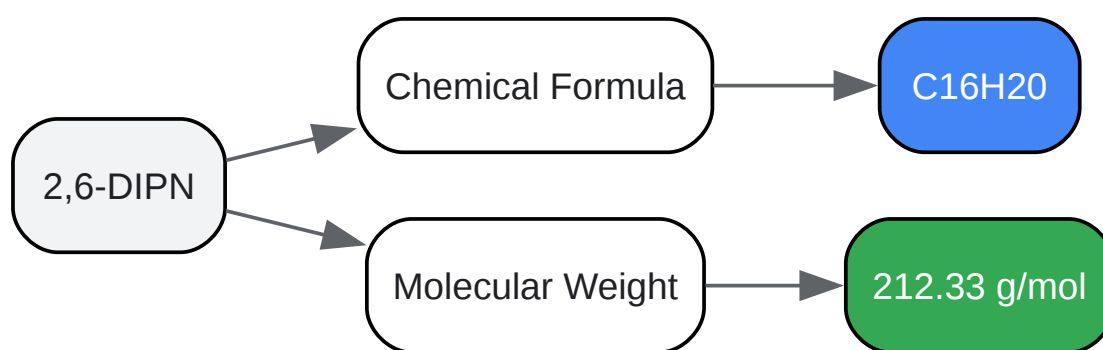 Chemical Formula
C16H20
2,6-DIPN
Molecular Weight
212.33 g/mol